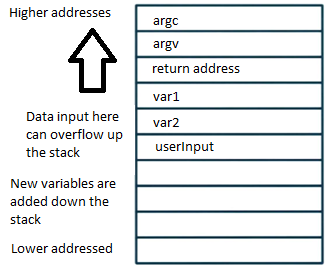 Higher addresses
argc
argv
return address
var1
Data input here
can overflow up
the stack
var2
userInput
New variables are
added down the
stack
Lower addressed